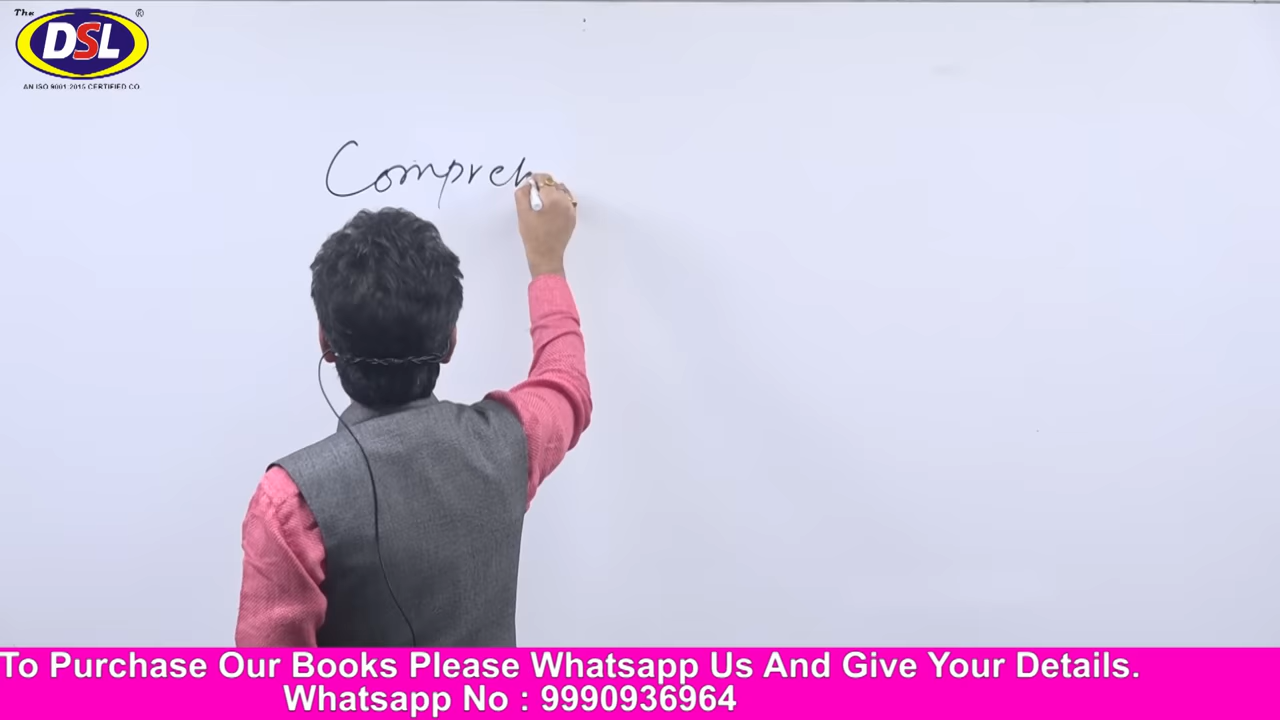 The ®
DSL
AN ISO 9001:2015 CERTIFIED CO.
Compreh
To Purchase Our Books Please Whatsapp Us And Give Your Details.
Whatsapp No : 9990936964